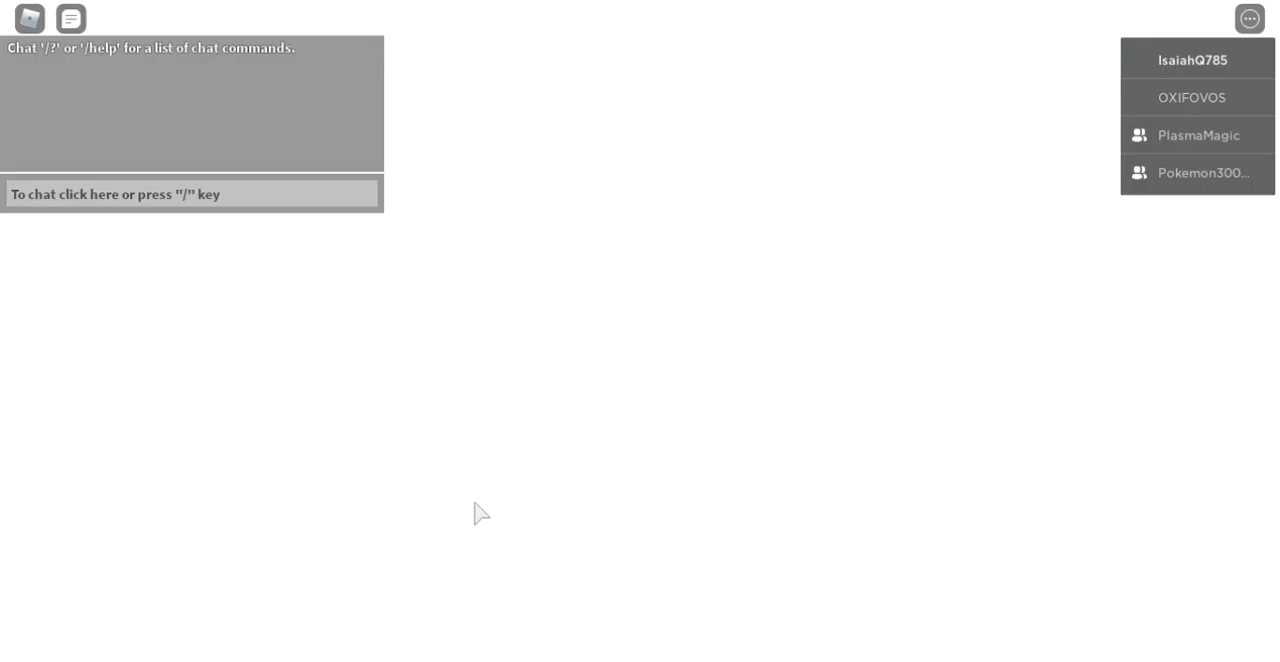 Chat '/?' or '/help' for a list of chat commands.
To chat click here or press "/" key
IsaiahQ785
OXIFOVOS
PlasmaMagic
Pokemon300...